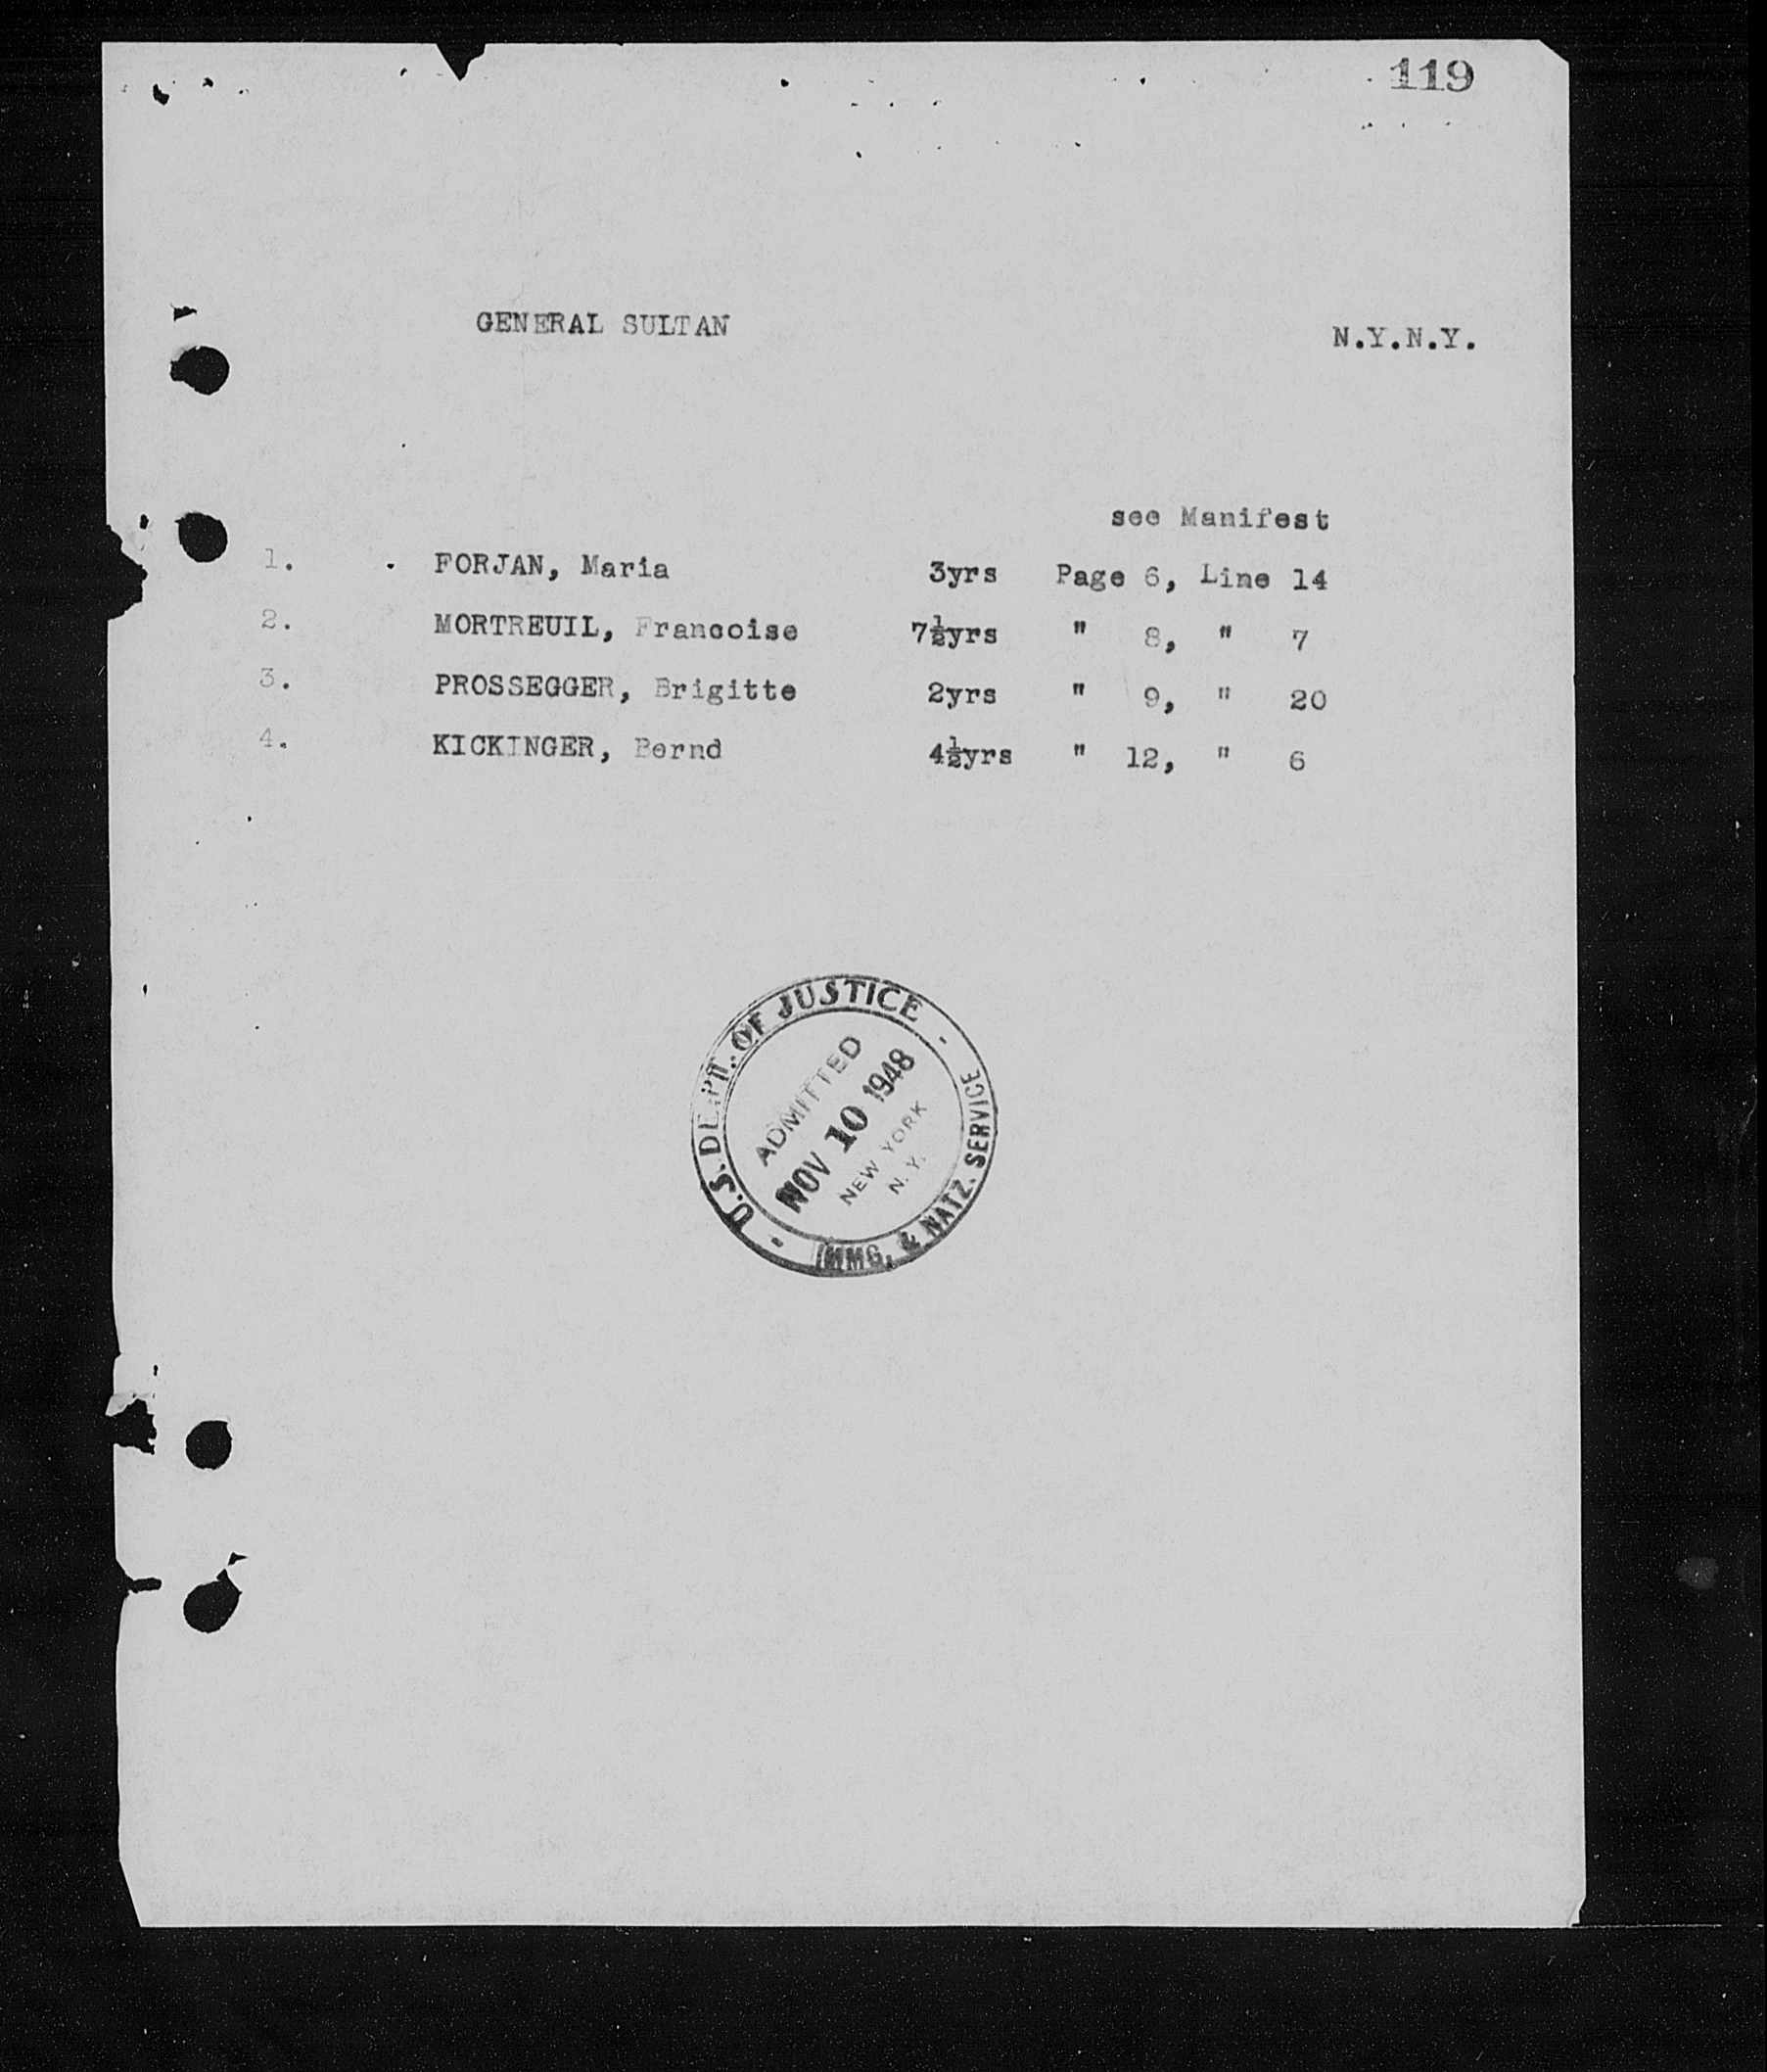 119
GENERAL SULTAN N.Y.N.Y.
see Manifest
1. . FORJAN, Maria 3yrs Page 6, Line 14
2. MORTREUIL, Francoise 7½yrs " 8, " 7
3. PROSSEGGER, Brigitte 2yrs " 9, " 20
4. KICKINGER, Bernd 4½yrs " 12, " 6
U.S. DEPT. OF JUSTICE -
ADMITTED
NOV 10 1948
NEW YORK
N.Y.
- IMMG. & NATZ. SERVICE